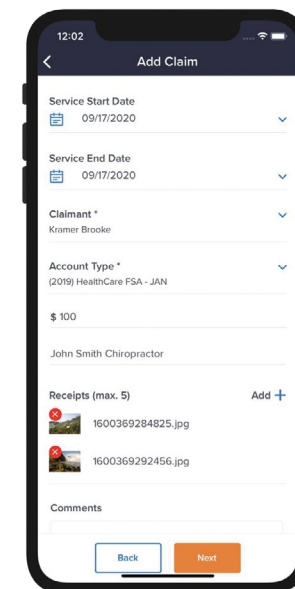 12:02
Add Claim
Service Start Date
09/17/2020
Service End Date
09/17/2020
Claimant *
Kramer Brooke
Account Type *
(2019) HealthCare FSA - JAN
$ 100
John Smith Chiropractor
Receipts (max. 5) Add +
1600369284825.jpg
1600369292456.jpg
Comments
Back Next